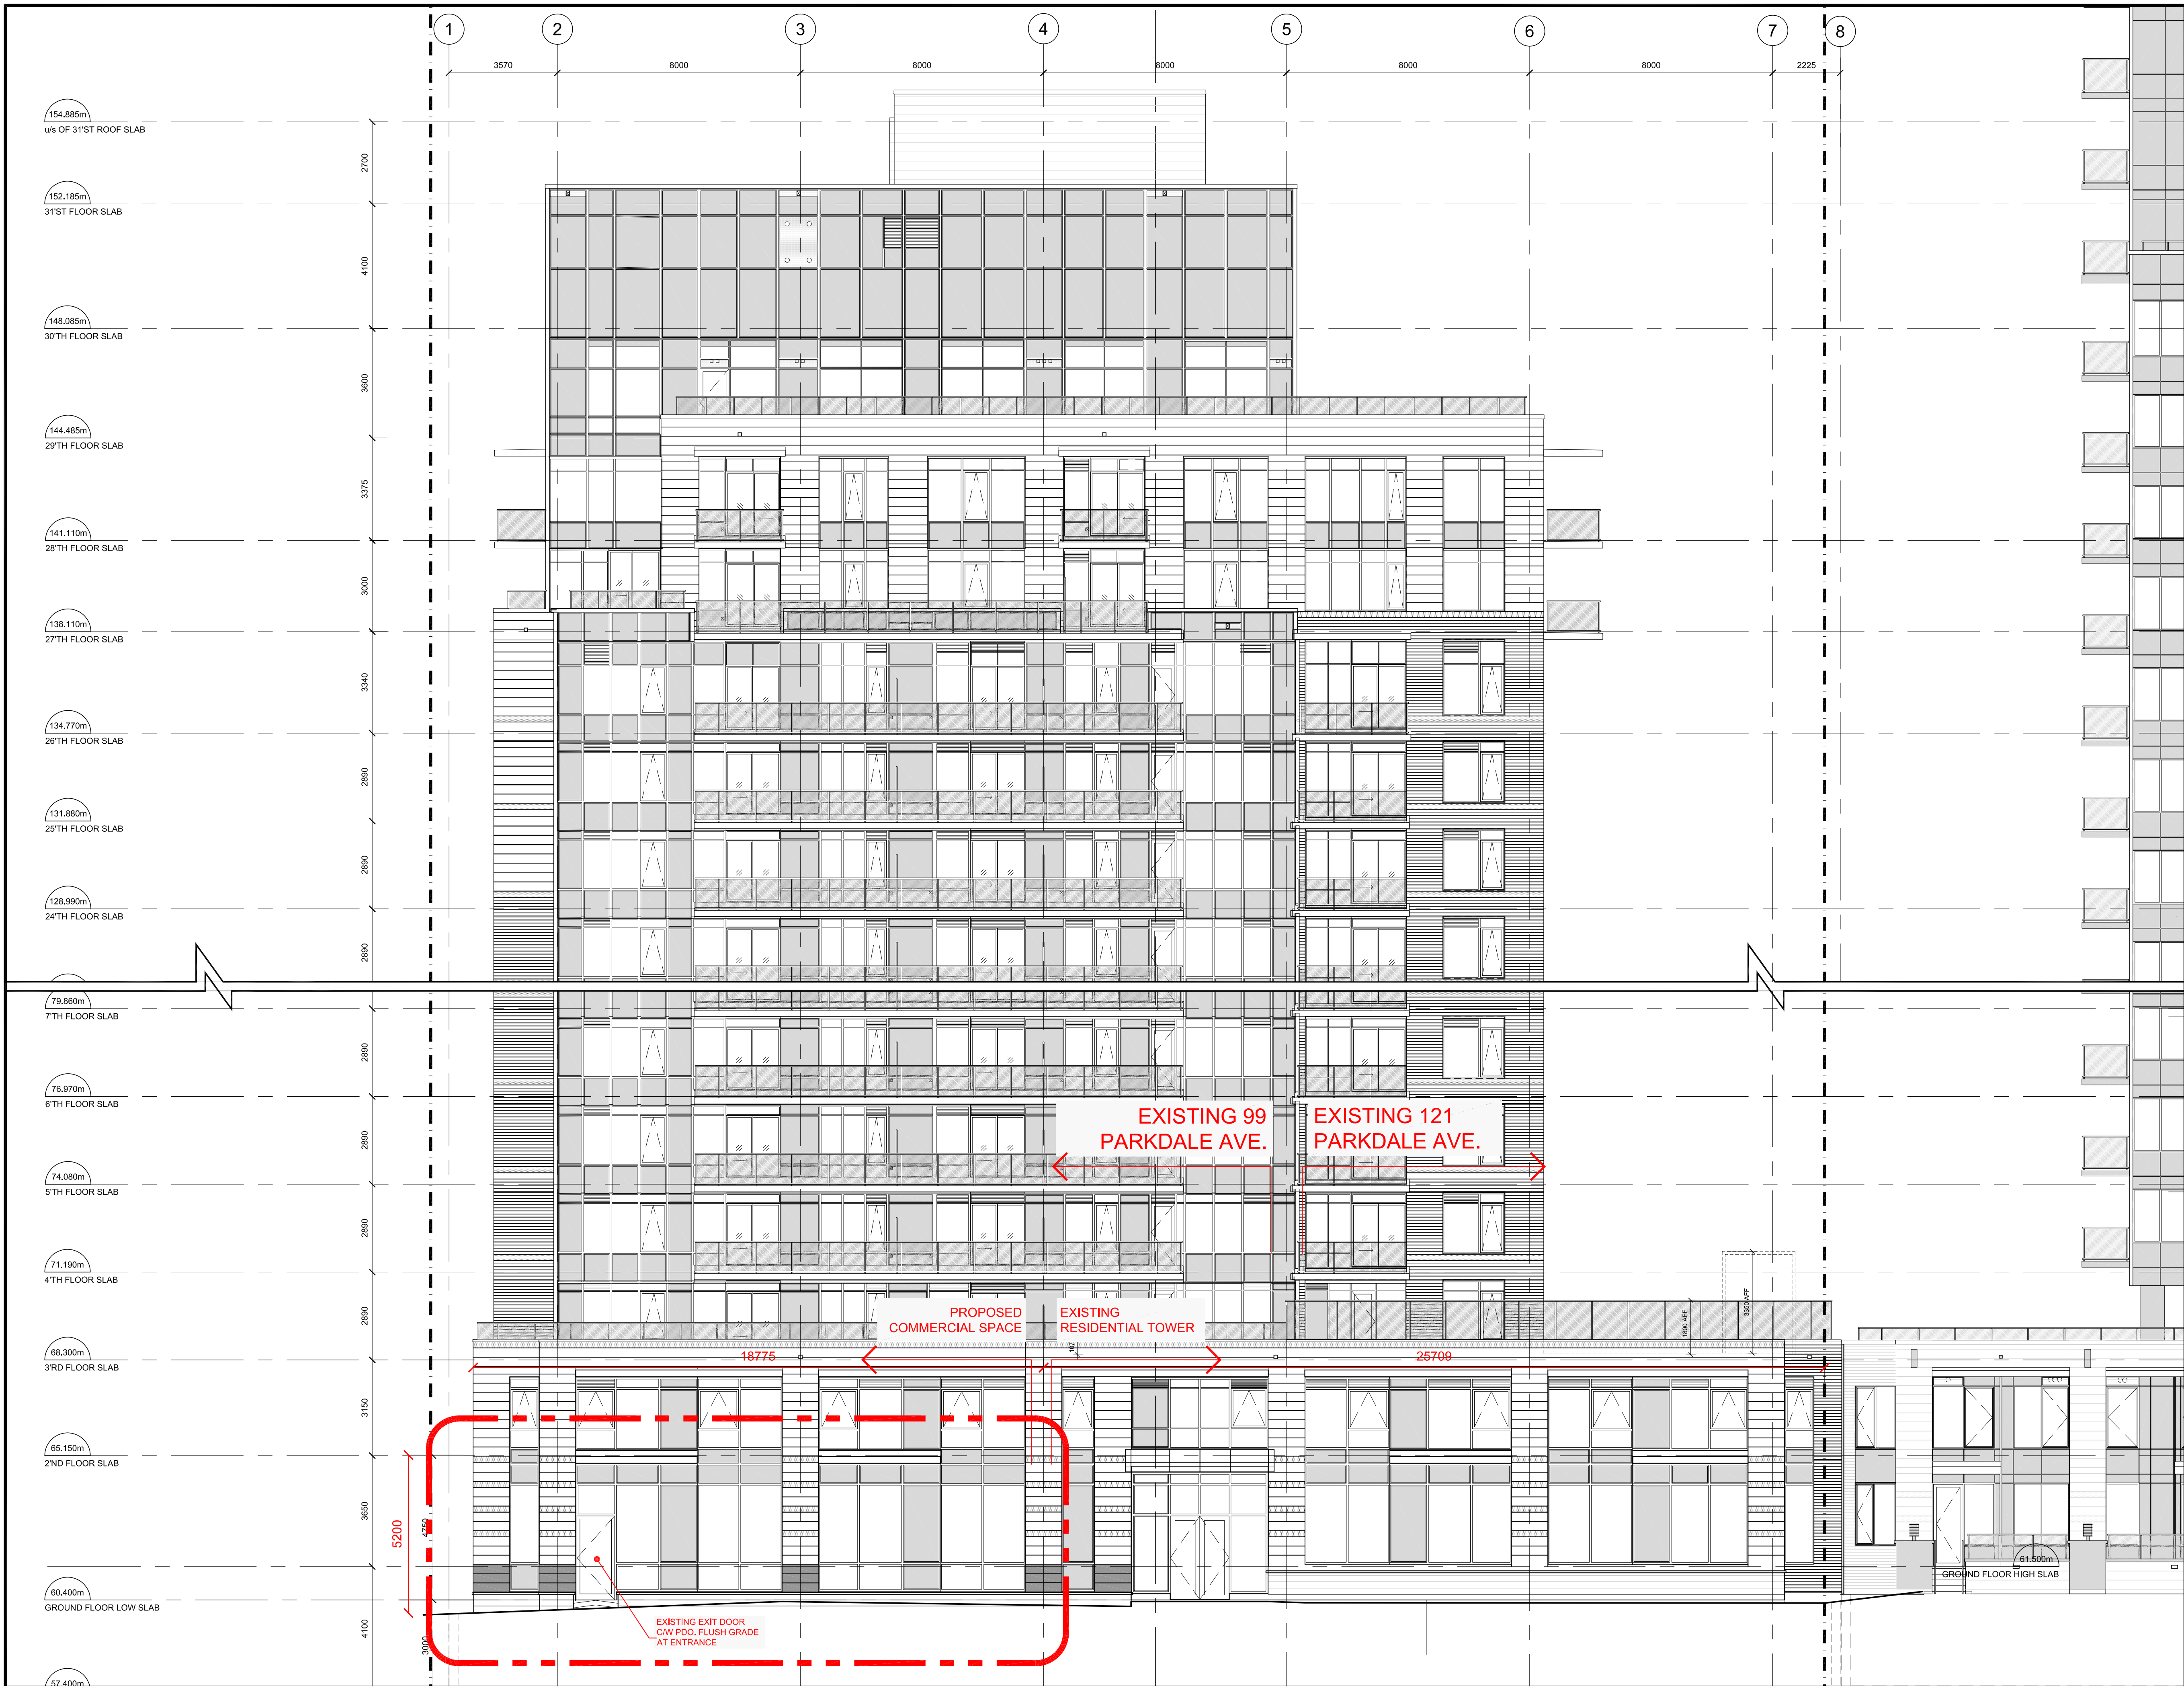 1
2
3
4
5
6
7
8
3570
8000
8000
8000
8000
8000
2225
154.885m
u/s OF 31'ST ROOF SLAB
2700
152.185m
31'ST FLOOR SLAB
4100
148.085m
30'TH FLOOR SLAB
3600
144.485m
29'TH FLOOR SLAB
3375
141.110m
28'TH FLOOR SLAB
3000
138.110m
27'TH FLOOR SLAB
3340
134.770m
26'TH FLOOR SLAB
2890
131.880m
25'TH FLOOR SLAB
2890
128.990m
24'TH FLOOR SLAB
2890
79.860m
7'TH FLOOR SLAB
2890
76.970m
6'TH FLOOR SLAB
2890
EXISTING 99
PARKDALE AVE.
EXISTING 121
PARKDALE AVE.
74.080m
5'TH FLOOR SLAB
2890
71.190m
4'TH FLOOR SLAB
2890
PROPOSED
COMMERCIAL SPACE
EXISTING
RESIDENTIAL TOWER
1800 AFF
3350 AFF
68.300m
3'RD FLOOR SLAB
18775
25709
3150
65.150m
2'ND FLOOR SLAB
3650
5200
4750
61.500m
GROUND FLOOR HIGH SLAB
60.400m
GROUND FLOOR LOW SLAB
4100
3000
EXISTING EXIT DOOR
C/W PDO. FLUSH GRADE
AT ENTRANCE
57.400m